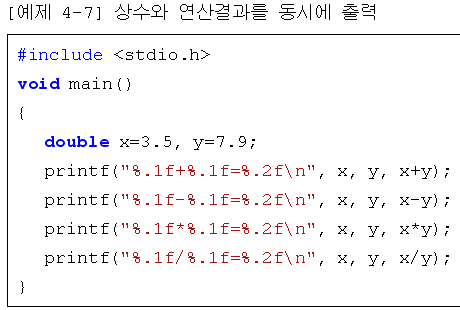 [예제 4-7] 상수와 연산결과를 동시에 출력
#include <stdio.h>
void main()
{
double x=3.5, y=7.9;
printf("%.1f+%.1f=%.2f\n", x, y, x+y);
printf("%.1f-%.1f=%.2f\n", x, y, x-y);
printf("%.1f*%.1f=%.2f\n", x, y, x*y);
printf("%.1f/%.1f=%.2f\n", x, y, x/y);
}